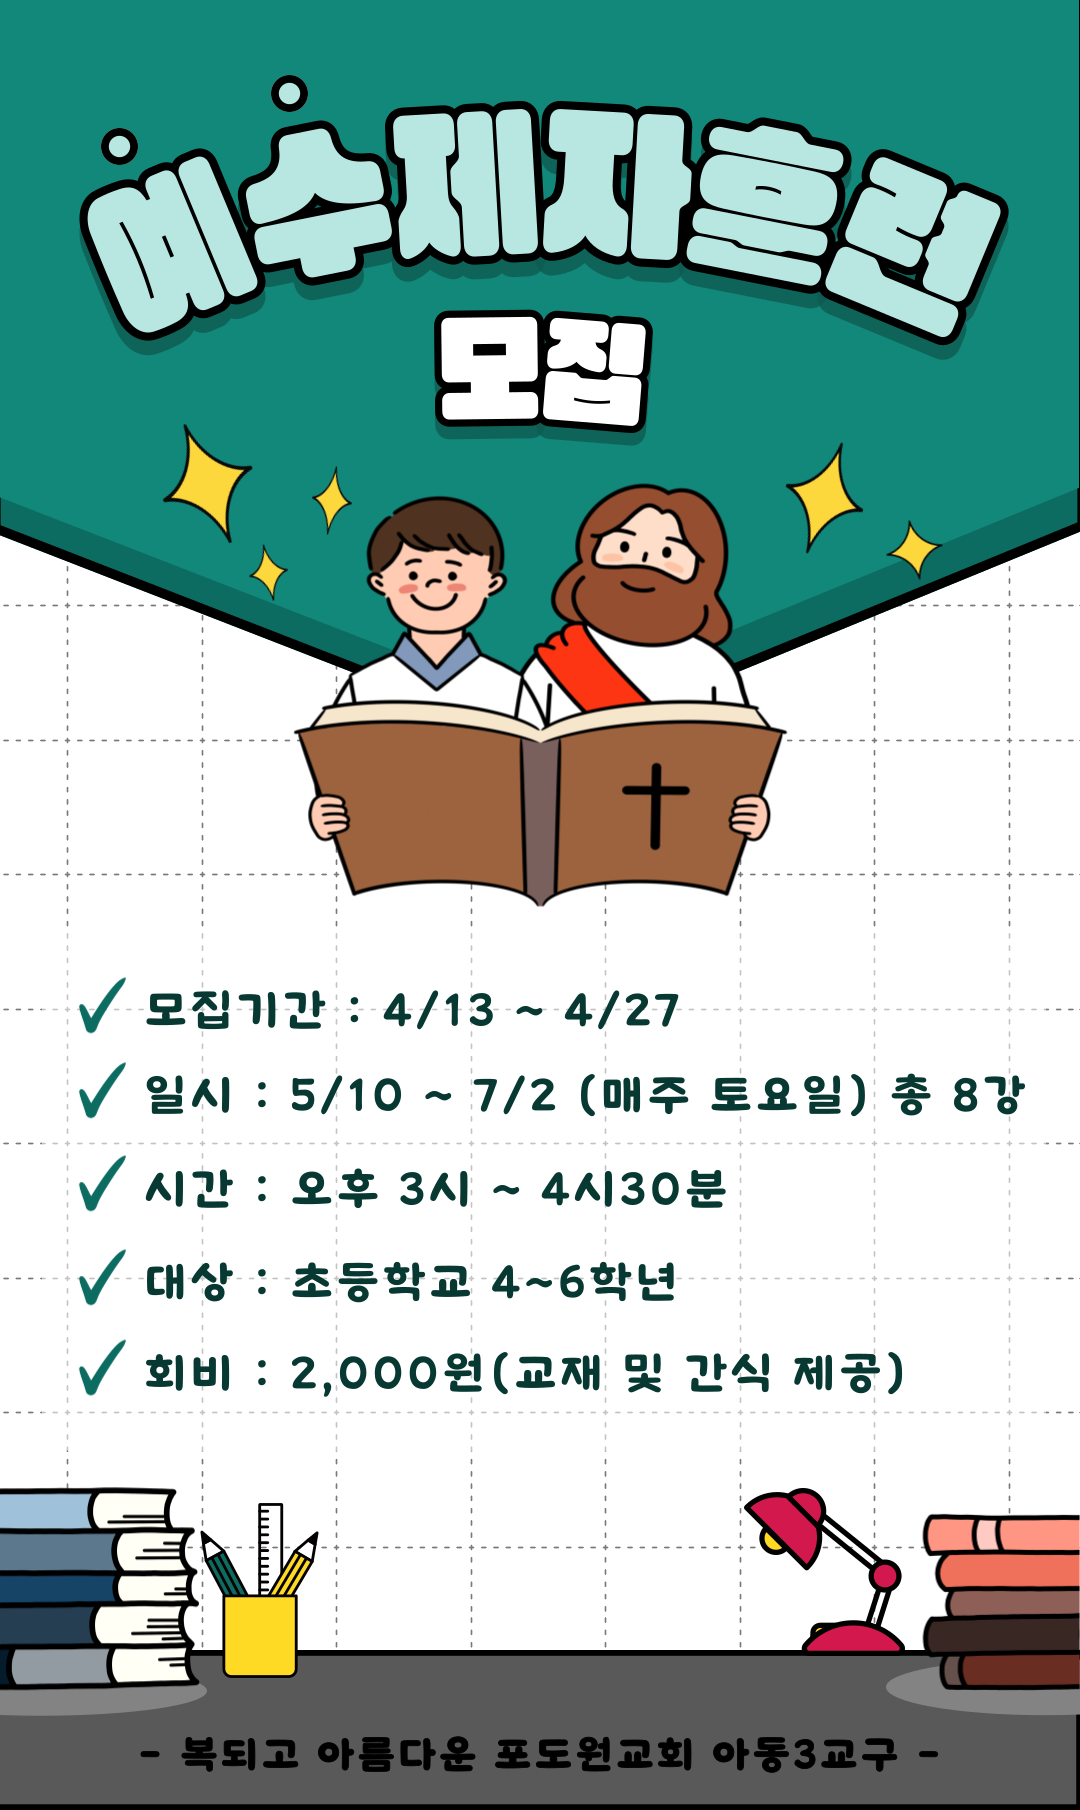 예수제자훈련
모집
모집기간 : 4/13 ~ 4/27
일시 : 5/10 ~ 7/2 (매주 토요일) 총 8강
시간 : 오후 3시 ~ 4시30분
대상 : 초등학교 4~6학년
회비 : 2,000원(교재 및 간식 제공)
- 복되고 아름다운 포도원교회 아동3교구 -